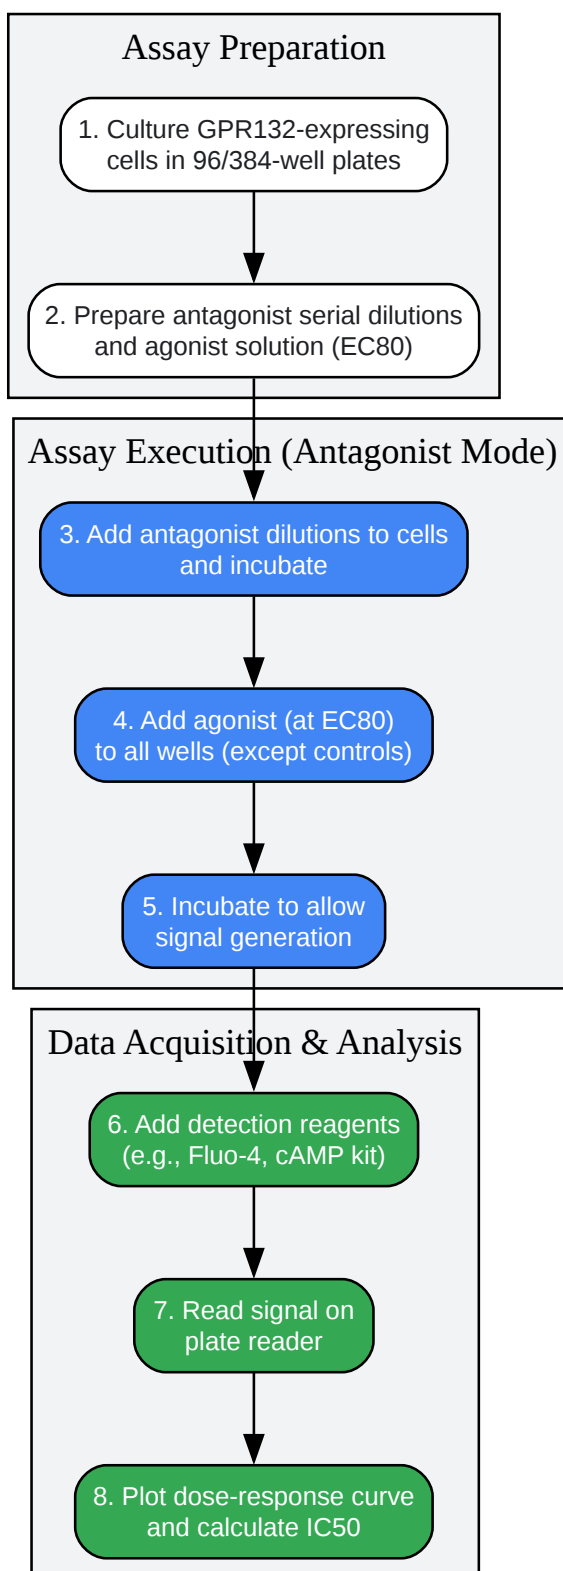 Assay Preparation
1. Culture GPR132-expressing
cells in 96/384-well plates
2. Prepare antagonist serial dilutions
and agonist solution (EC80)
Assay Execution (Antagonist Mode)
3. Add antagonist dilutions to cells
and incubate
4. Add agonist (at EC80)
to all wells (except controls)
5. Incubate to allow
signal generation
Data Acquisition & Analysis
6. Add detection reagents
(e.g., Fluo-4, cAMP kit)
7. Read signal on
plate reader
8. Plot dose-response curve
and calculate IC50